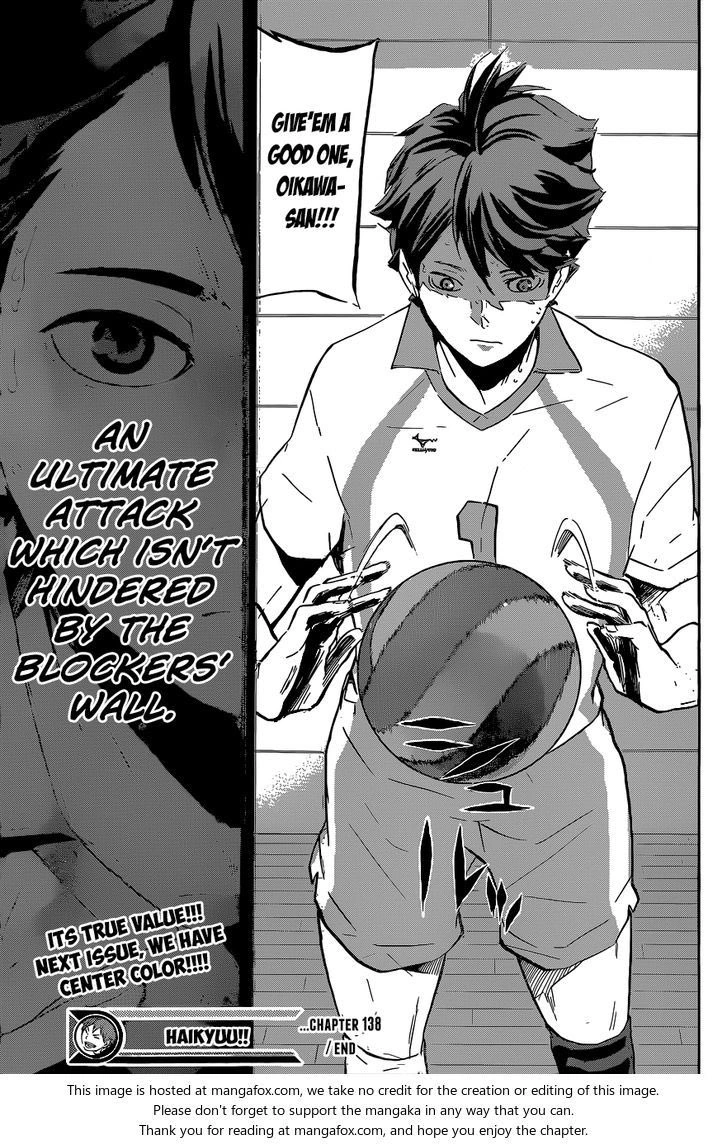 GIVE'EM A
GOOD ONE,
OIKAWA-
SAN!!!
1
AN
ULTIMATE
ATTACK
WHICH ISN'T
HINDERED
BY THE
BLOCKERS'
WALL.
ITS TRUE VALUE!!!
NEXT ISSUE, WE HAVE
CENTER COLOR!!!!
HAIKYUU!!
...CHAPTER 138
/ END
This image is hosted at mangafox.com, we take no credit for the creation or editing of this image.
Please don't forget to support the mangaka in any way that you can.
Thank you for reading at mangafox.com, and hope you enjoy the chapter.